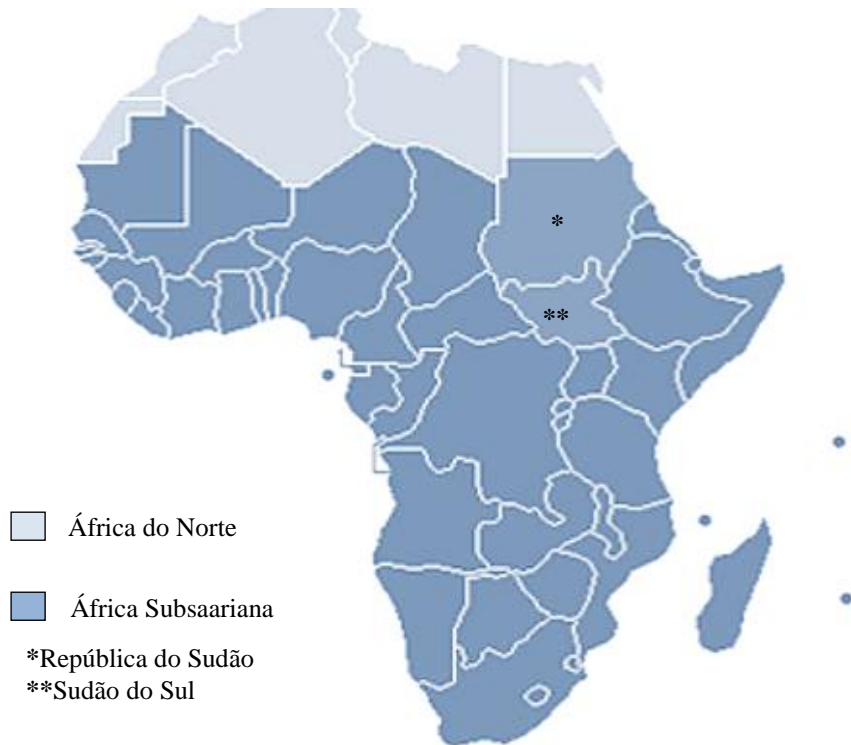 *
**
África do Norte
África Subsaariana
*República do Sudão
**Sudão do Sul